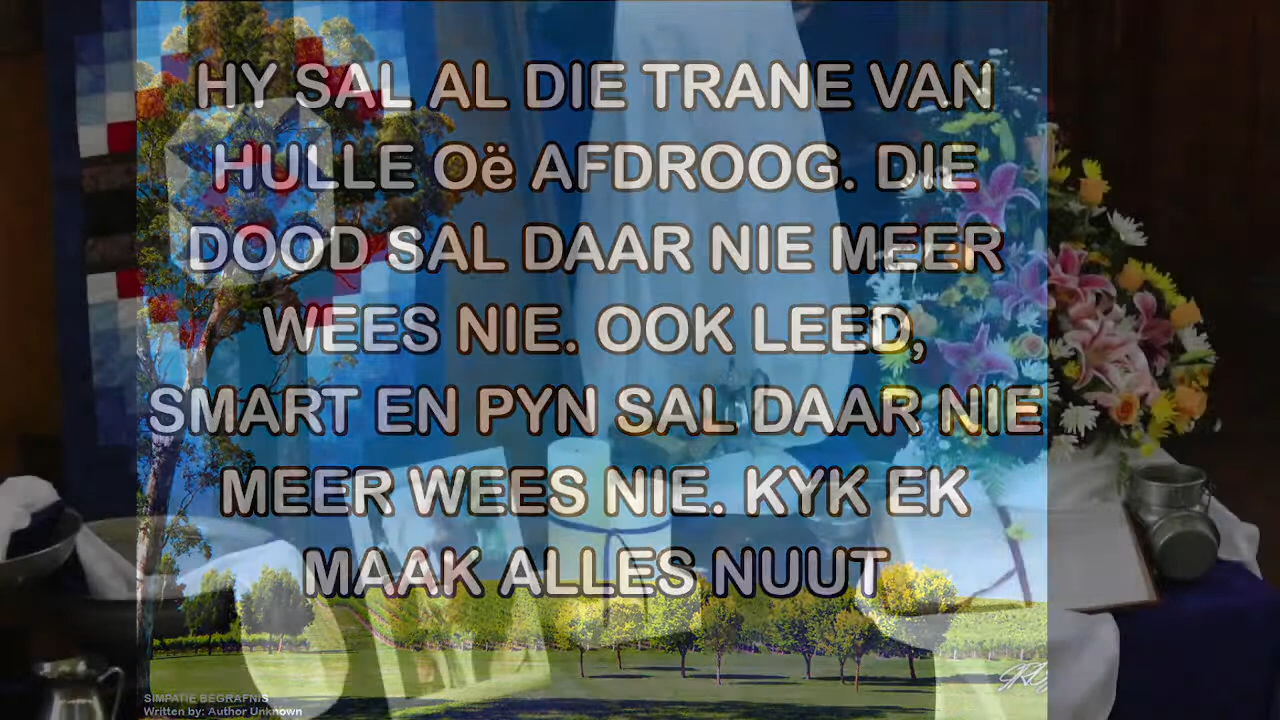 HY SAL AL DIE TRANE VAN
HULLE Oë AFDROOG. DIE
DOOD SAL DAAR NIE MEER
WEES NIE. OOK LEED,
SMART EN PYN SAL DAAR NIE
MEER WEES NIE. KYK EK
MAAK ALLES NUUT
SIMPATIE BEGRAFNIS
Written by: Author Unknown